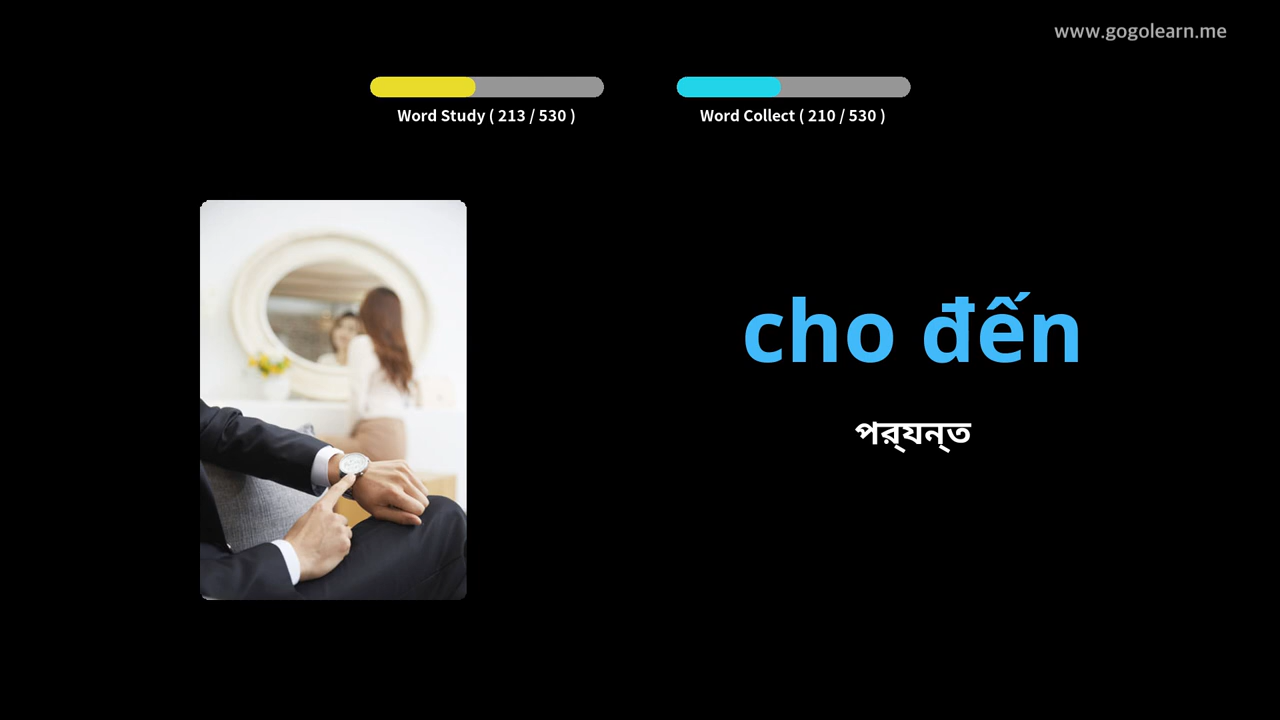 www.gogolearn.me
Word Study ( 213 / 530 )
Word Collect ( 210 / 530 )
cho đến
পর্যন্ত